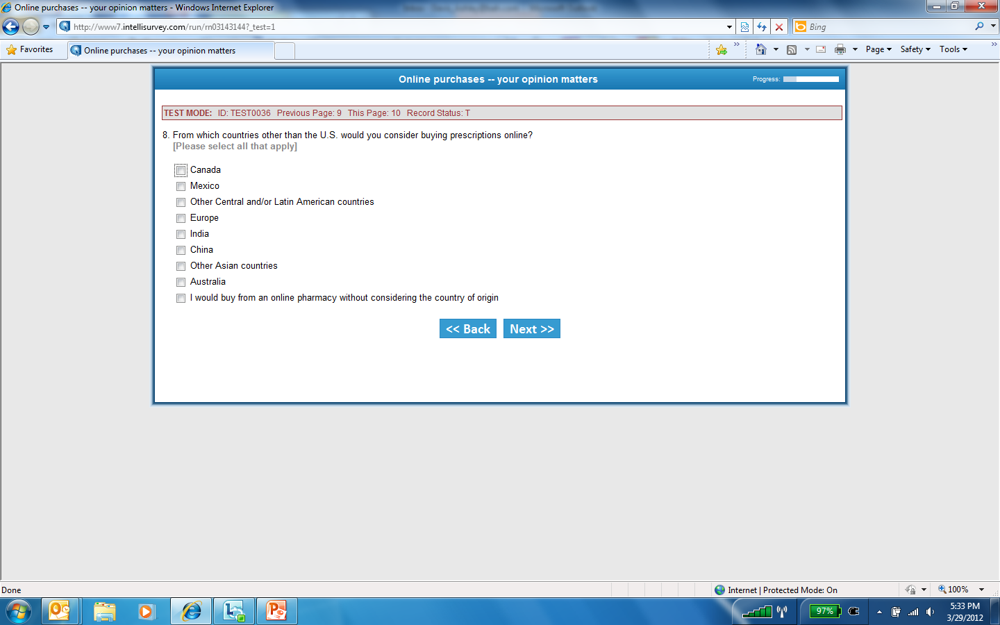 Online purchases -- your opinion matters - Windows Internet Explorer
http://www7.intellisurvey.com/run/rn03143144?_test=1
Bing
Favorites
Online purchases -- your opinion matters
Page
Safety
Tools
Online purchases -- your opinion matters
Progress:
TEST MODE: ID: TEST0036 Previous Page: 9 This Page: 10 Record Status: T
8. From which countries other than the U.S. would you consider buying prescriptions online?
[Please select all that apply]
Canada
Mexico
Other Central and/or Latin American countries
Europe
India
China
Other Asian countries
Australia
I would buy from an online pharmacy without considering the country of origin
<< Back
Next >>
Done
Internet | Protected Mode: On
100%
97%
5:33 PM
3/29/2012